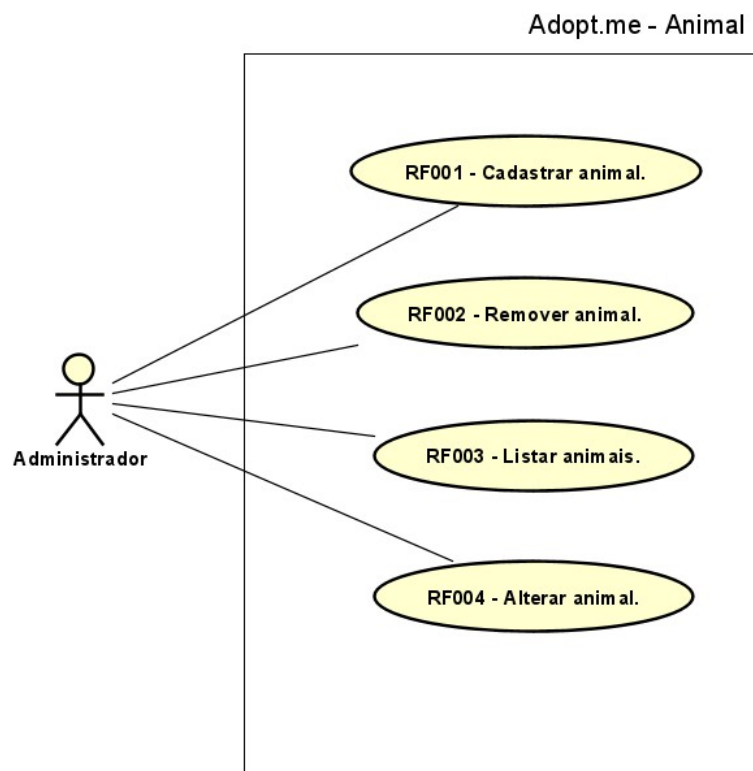 Adopt.me - Animal
RF001 - Cadastrar animal.
RF002 - Remover animal.
RF003 - Listar animais.
Administrador
RF004 - Alterar animal.